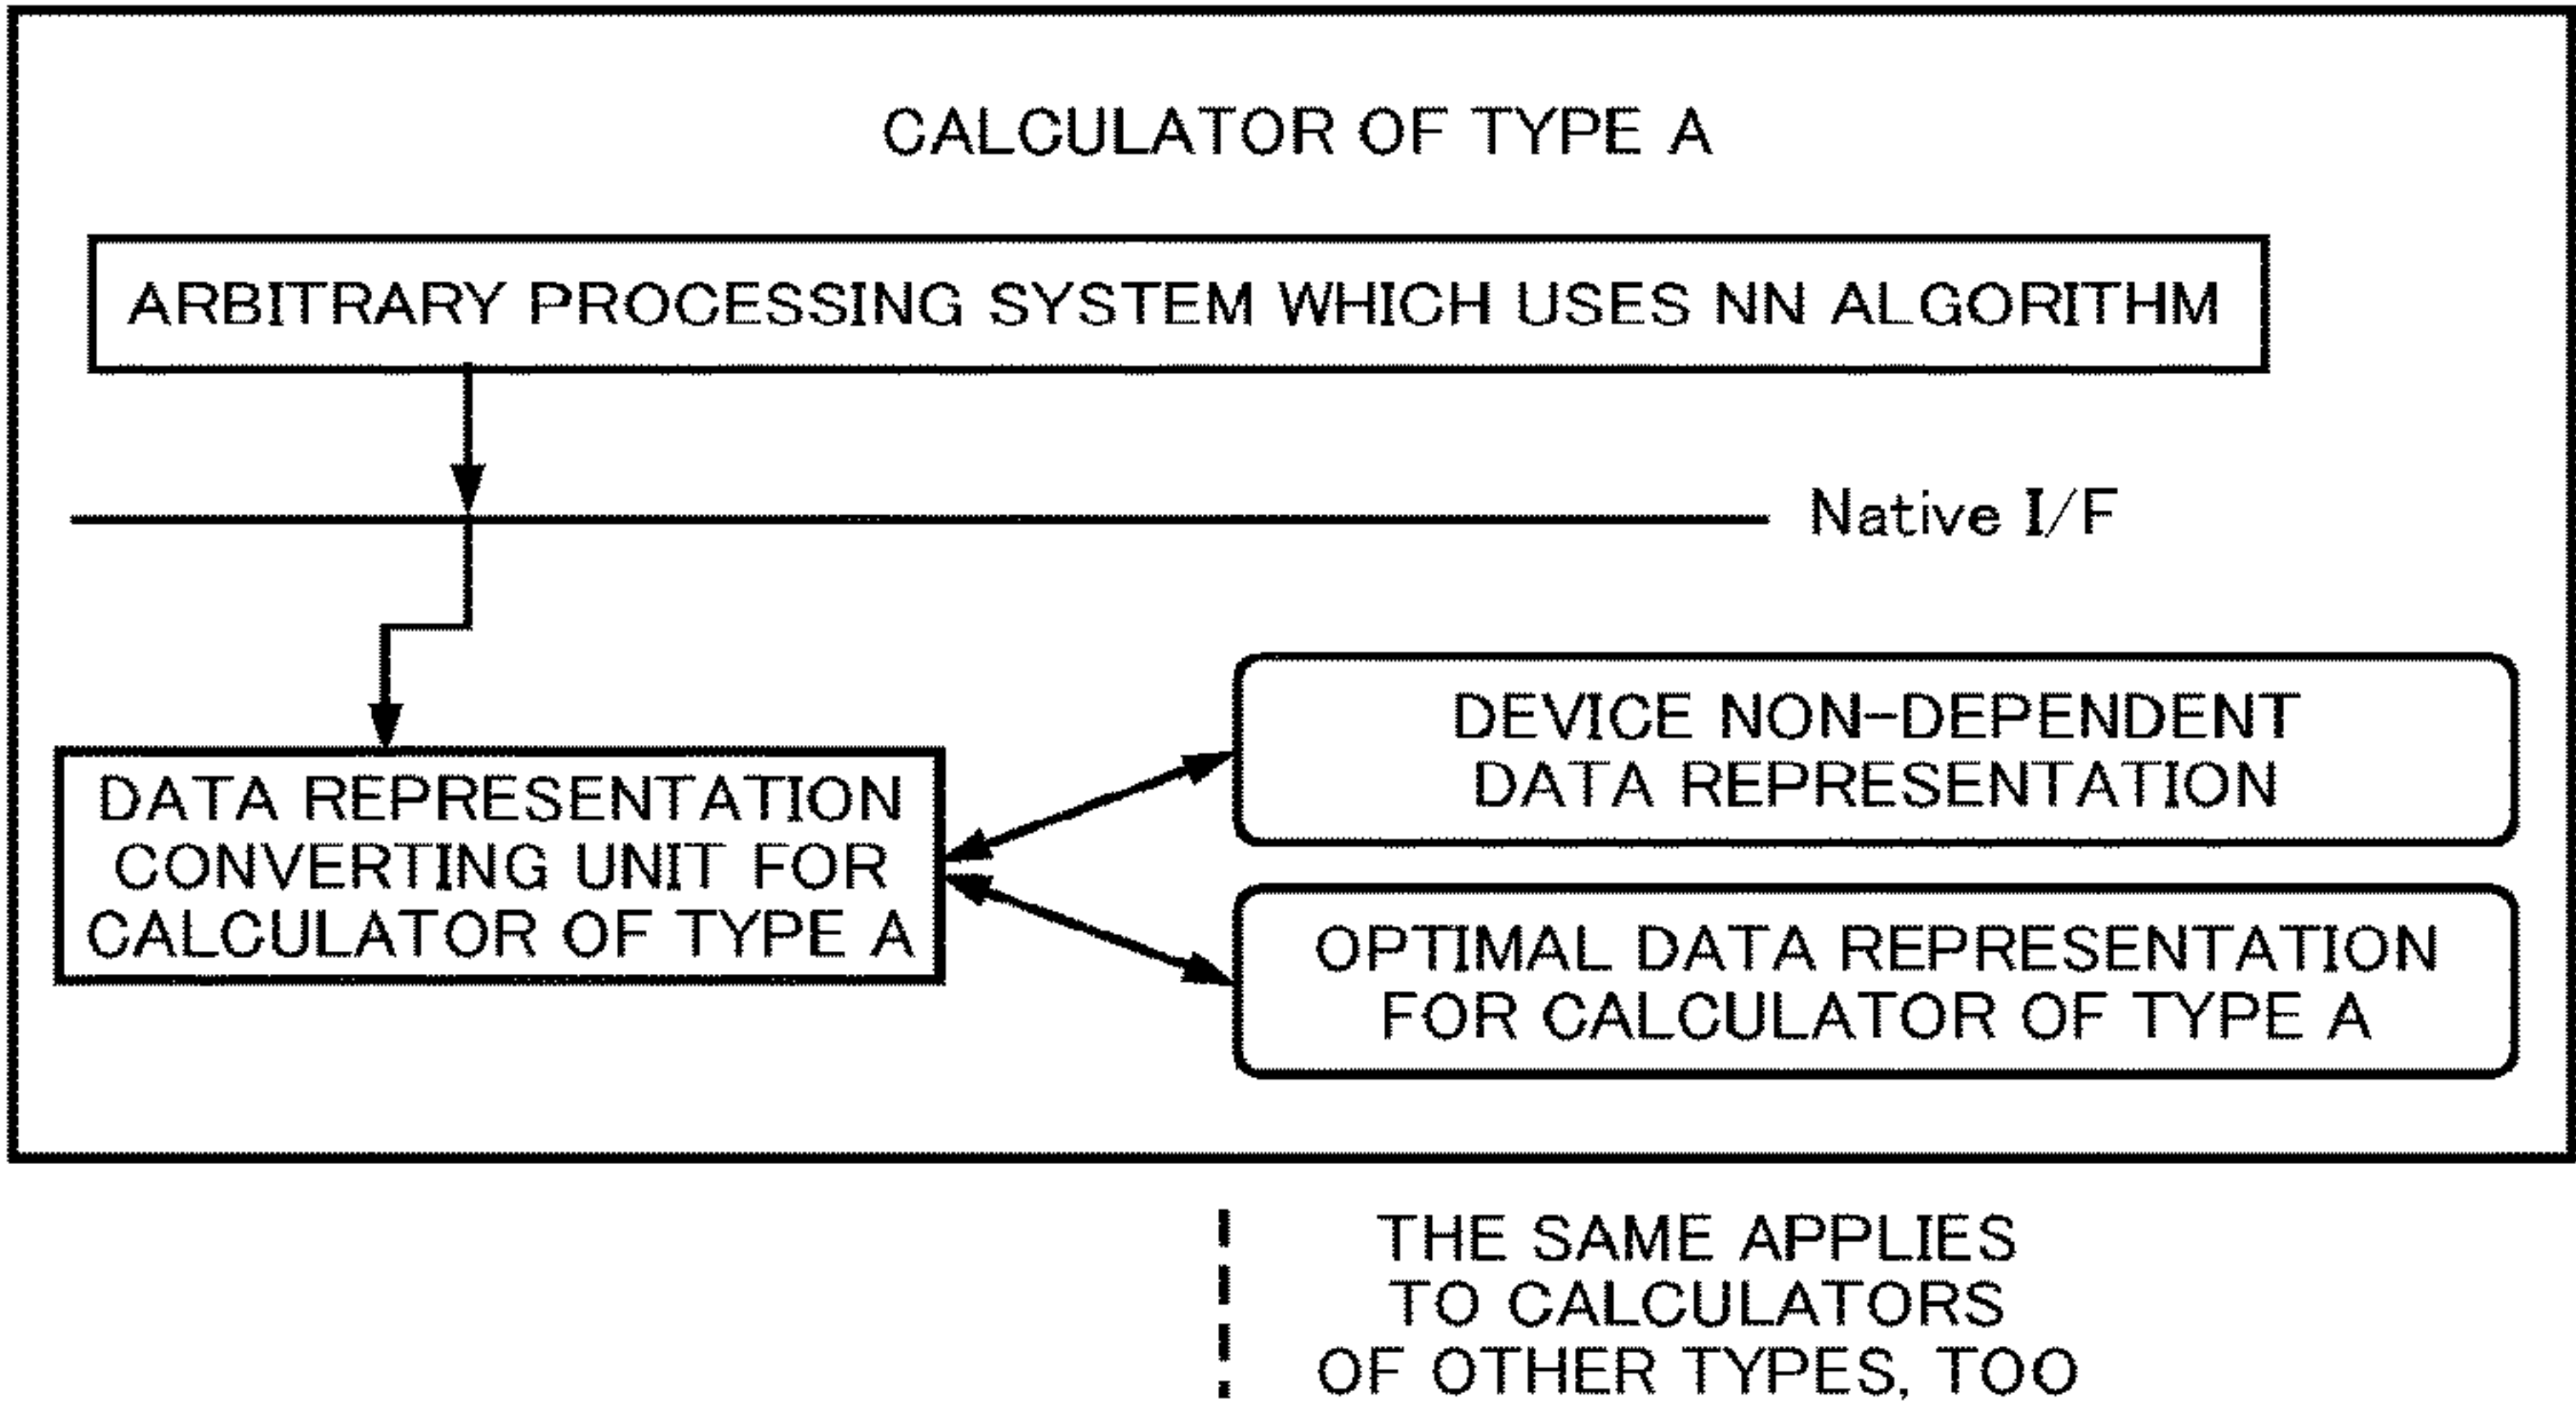 CALCULATOR OF TYPE A
ARBITRARY PROCESSING SYSTEM WHICH USES NN ALGORITHM
Native I/F
DATA REPRESENTATION
CONVERTING UNIT FOR
CALCULATOR OF TYPE A
DEVICE NON-DEPENDENT
DATA REPRESENTATION
OPTIMAL DATA REPRESENTATION
FOR CALCULATOR OF TYPE A
THE SAME APPLIES
TO CALCULATORS
OF OTHER TYPES, TOO